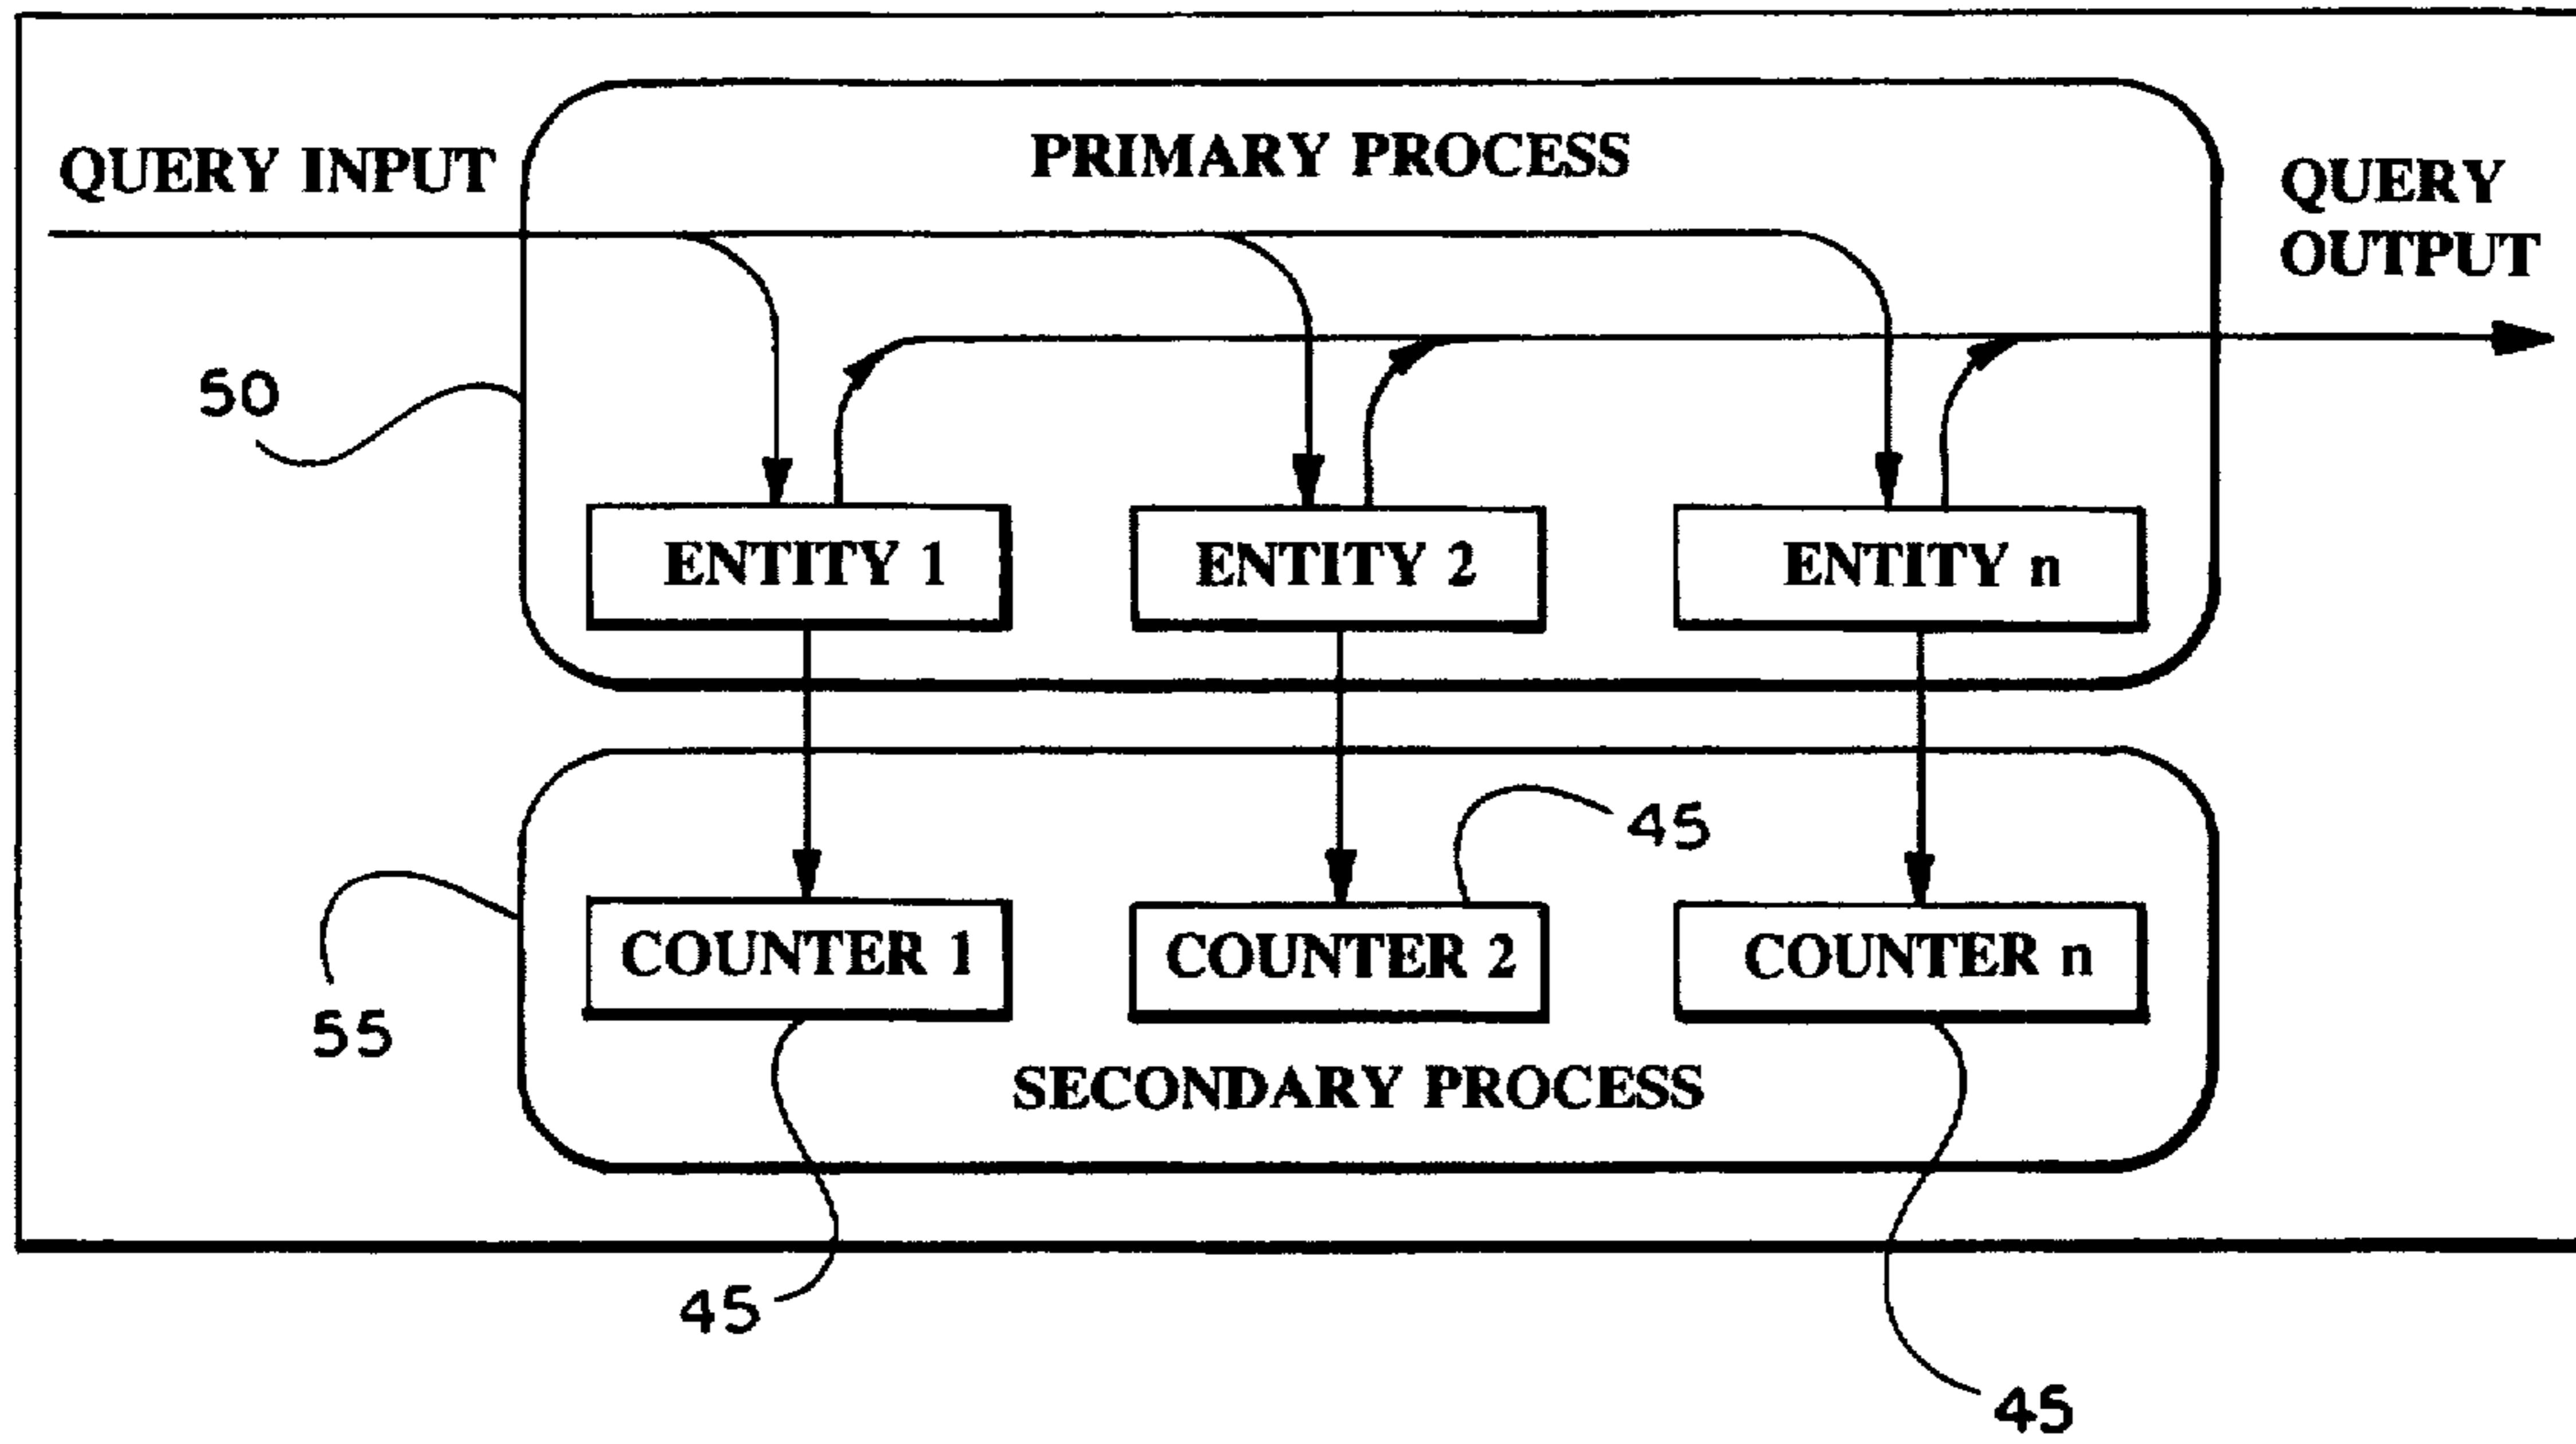 PRIMARY PROCESS
QUERY INPUT
QUERY
OUTPUT
50
ENTITY 1
ENTITY 2
ENTITY n
45
COUNTER 1
COUNTER 2
COUNTER n
55
SECONDARY PROCESS
45
45